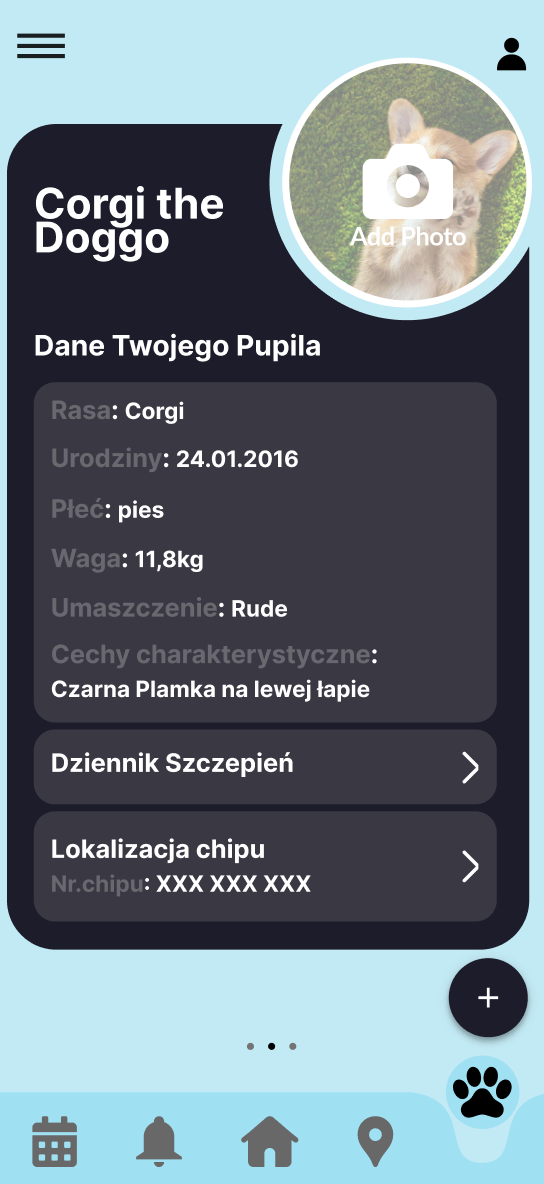 Corgi the
Doggo
Add Photo
Dane Twojego Pupila
Rasa: Corgi
Urodziny: 24.01.2016
Płeć: pies
Waga: 11,8kg
Umaszczenie: Rude
Cechy charakterystyczne:
Czarna Plamka na lewej łapie
Dziennik Szczepień
Lokalizacja chipu
Nr.chipu: XXX XXX XXX